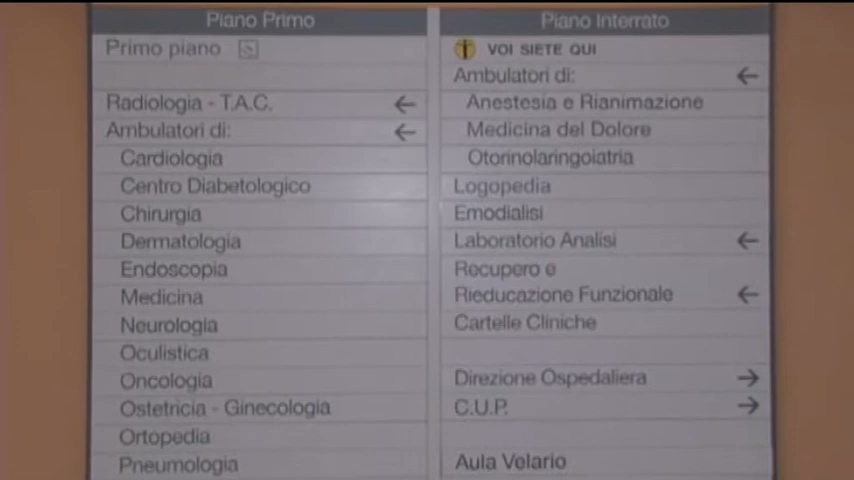 Piano Primo
Primo piano
Radiologia - T.A.C.
Ambulatori di:
Cardiologia
Centro Diabetologico
Chirurgia
Dermatologia
Endoscopia
Medicina
Neurologia
Oculistica
Oncologia
Ostetricia - Ginecologia
Ortopedia
Pneumologia
Piano Interrato
VOI SIETE QUI
Ambulatori di:
Anestesia e Rianimazione
Medicina del Dolore
Otorinolaringoiatria
Logopedia
Emodialisi
Laboratorio Analisi
Recupero e
Rieducazione Funzionale
Cartelle Cliniche
Direzione Ospedaliera
C.U.P.
Aula Velario